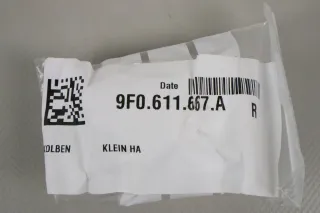 Date
9F0.611.667.A
R
KOLBEN KLEIN HA